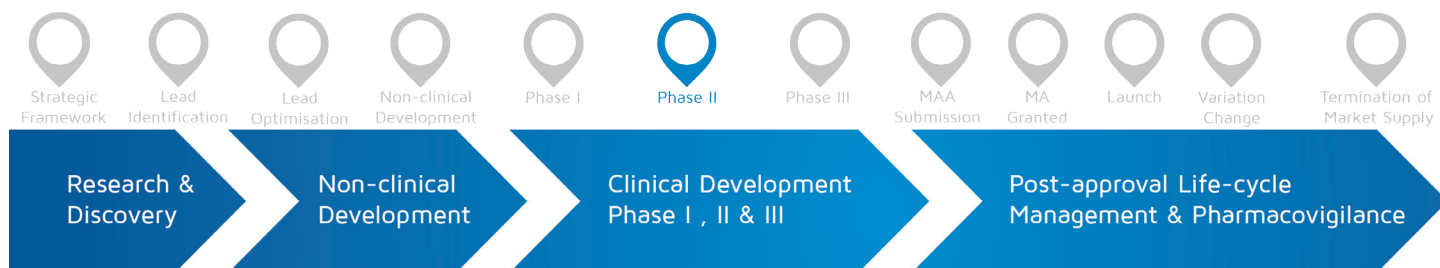 Strategic
Framework
Lead
Identification
Lead
Optimisation
Non-clinical
Development
Phase I
Phase II
Phase III
MAA
Submission
MA
Granted
Launch
Variation
Change
Termination of
Market Supply
Research &
Discovery
Non-clinical
Development
Clinical Development
Phase I , II & III
Post-approval Life-cycle
Management & Pharmacovigilance